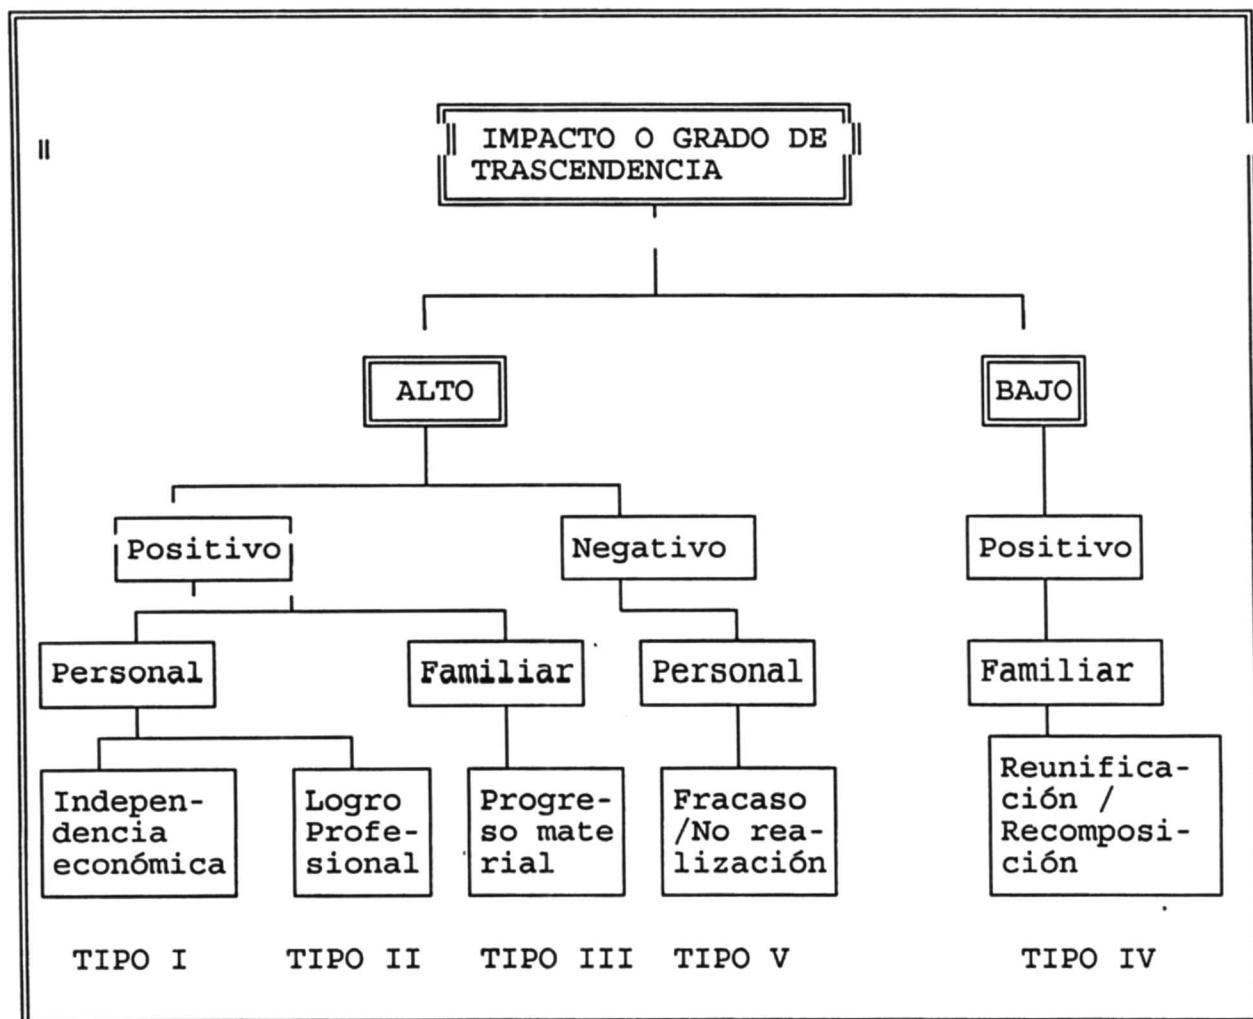 IMPACTO O GRADO DE
TRASCENDENCIA
ALTO
BAJO
Positivo
Negativo
Positivo
Personal
Familiar
Personal
Familiar
Indepen-
dencia
económica
Logro
Profe-
sional
Progre-
so mate
rial
Fracaso
/No rea-
lización
Reunifica-
ción /
Recomposi-
ción
TIPO I
TIPO II
TIPO III
TIPO V
TIPO IV